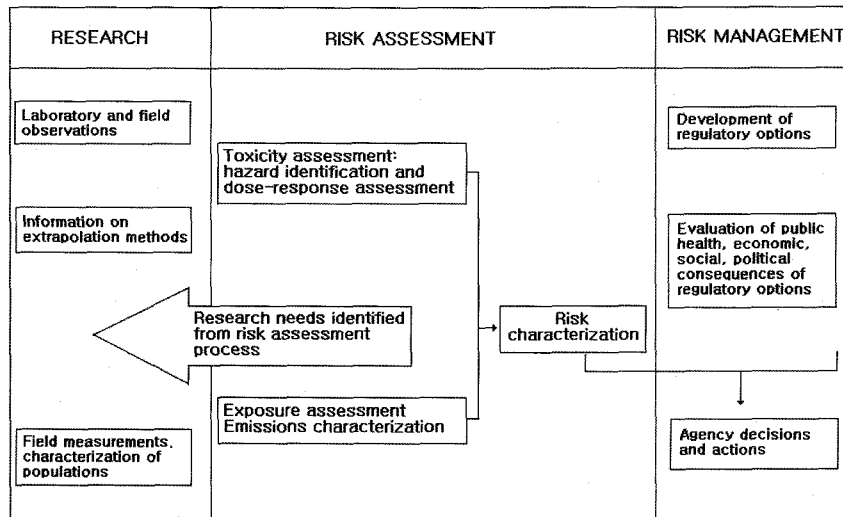 RESEARCH
RISK ASSESSMENT
RISK MANAGEMENT
Laboratory and field
observations
Information on
extrapolation methods
Field measurements,
characterization of
populations
Toxicity assessment:
hazard identification and
dose-response assessment
Research needs identified
from risk assessment
process
Exposure assessment
Emissions characterization
Risk
characterization
Development of
regulatory options
Evaluation of public
health, economic,
social, political
consequences of
regulatory options
Agency decisions
and actions